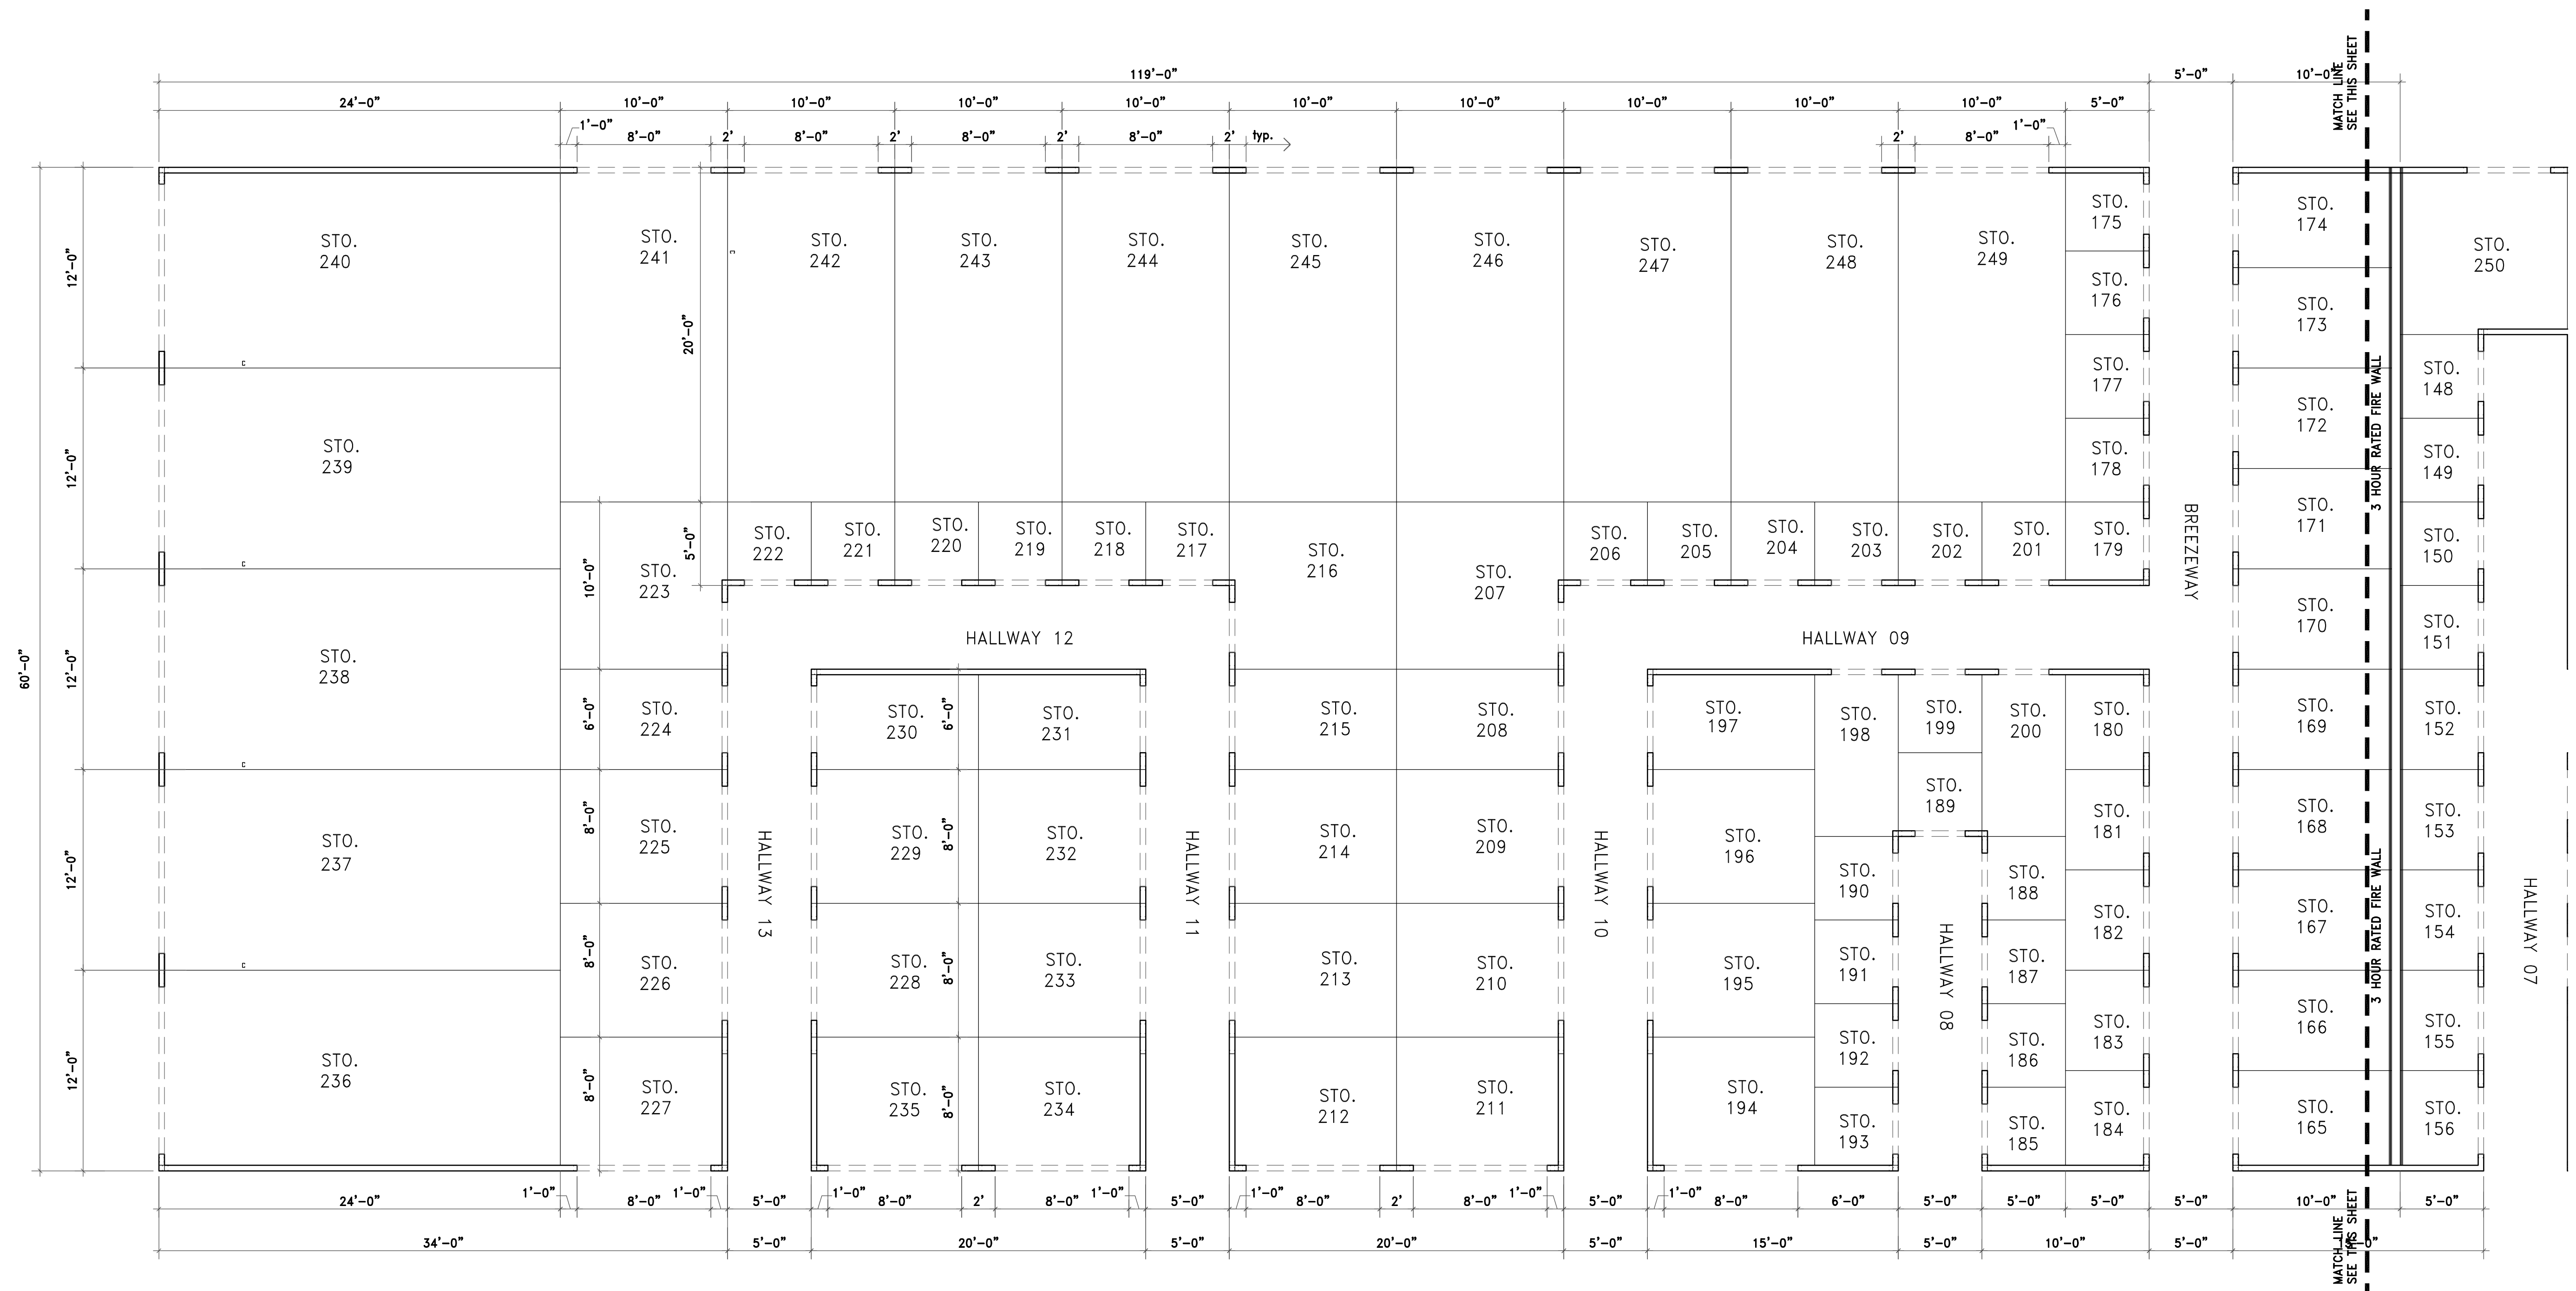 MATCH LINE
SEE THIS SHEET
119'-0"
5'-0"
10'-0"
24'-0"
10'-0"
10'-0"
10'-0"
10'-0"
10'-0"
10'-0"
10'-0"
10'-0"
10'-0"
5'-0"
1'-0"
8'-0"
2'
8'-0"
2'
8'-0"
2'
8'-0"
2'
typ.
2'
8'-0"
1'-0"
60'-0"
12'-0"
12'-0"
12'-0"
12'-0"
12'-0"
20'-0"
5'-0"
10'-0"
6'-0"
8'-0"
8'-0"
8'-0"
6'-0"
8'-0"
8'-0"
8'-0"
STO.
240
STO.
241
STO.
242
STO.
243
STO.
244
STO.
245
STO.
246
STO.
247
STO.
248
STO.
249
STO.
175
STO.
176
STO.
177
STO.
178
STO.
174
STO.
173
STO.
172
STO.
171
STO.
170
STO.
169
STO.
168
STO.
167
STO.
166
STO.
165
STO.
250
STO.
148
STO.
149
STO.
150
STO.
151
STO.
152
STO.
153
STO.
154
STO.
155
STO.
156
3 HOUR RATED FIRE WALL
3 HOUR RATED FIRE WALL
BREEZEWAY
HALLWAY 07
STO.
239
STO.
238
STO.
237
STO.
236
STO.
223
STO.
224
STO.
225
STO.
226
STO.
227
STO.
222
STO.
221
STO.
220
STO.
219
STO.
218
STO.
217
STO.
216
STO.
207
STO.
206
STO.
205
STO.
204
STO.
203
STO.
202
STO.
201
STO.
179
HALLWAY 12
HALLWAY 09
HALLWAY 13
HALLWAY 11
HALLWAY 10
HALLWAY 08
STO.
230
STO.
231
STO.
229
STO.
232
STO.
228
STO.
233
STO.
235
STO.
234
STO.
215
STO.
208
STO.
214
STO.
209
STO.
213
STO.
210
STO.
212
STO.
211
STO.
197
STO.
196
STO.
195
STO.
194
STO.
198
STO.
199
STO.
200
STO.
189
STO.
190
STO.
191
STO.
192
STO.
193
STO.
188
STO.
187
STO.
186
STO.
185
STO.
180
STO.
181
STO.
182
STO.
183
STO.
184
24'-0"
1'-0"
8'-0"
1'-0"
5'-0"
1'-0"
8'-0"
2'
8'-0"
1'-0"
5'-0"
1'-0"
8'-0"
2'
8'-0"
1'-0"
5'-0"
1'-0"
8'-0"
6'-0"
5'-0"
5'-0"
5'-0"
5'-0"
10'-0"
5'-0"
34'-0"
5'-0"
20'-0"
5'-0"
20'-0"
5'-0"
15'-0"
5'-0"
10'-0"
5'-0"
15'-0"
MATCH LINE
SEE THIS SHEET